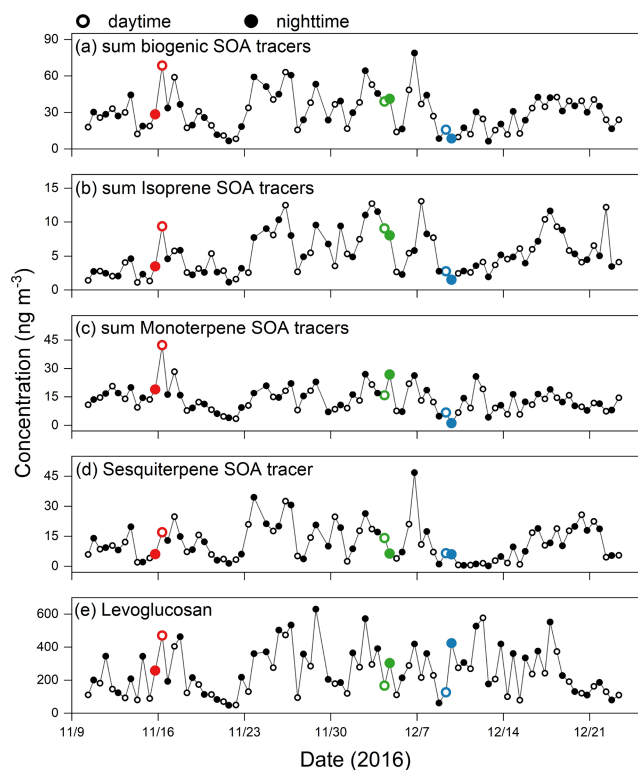 daytime nighttime
(a) sum biogenic SOA tracers
90
60
30
0
(b) sum Isoprene SOA tracers
15
10
5
0
(c) sum Monoterpene SOA tracers
45
30
15
0
(d) Sesquiterpene SOA tracer
45
30
15
0
(e) Levoglucosan
600
400
200
0
Concentration (ng m⁻³)
11/9 11/16 11/23 11/30 12/7 12/14 12/21
Date (2016)